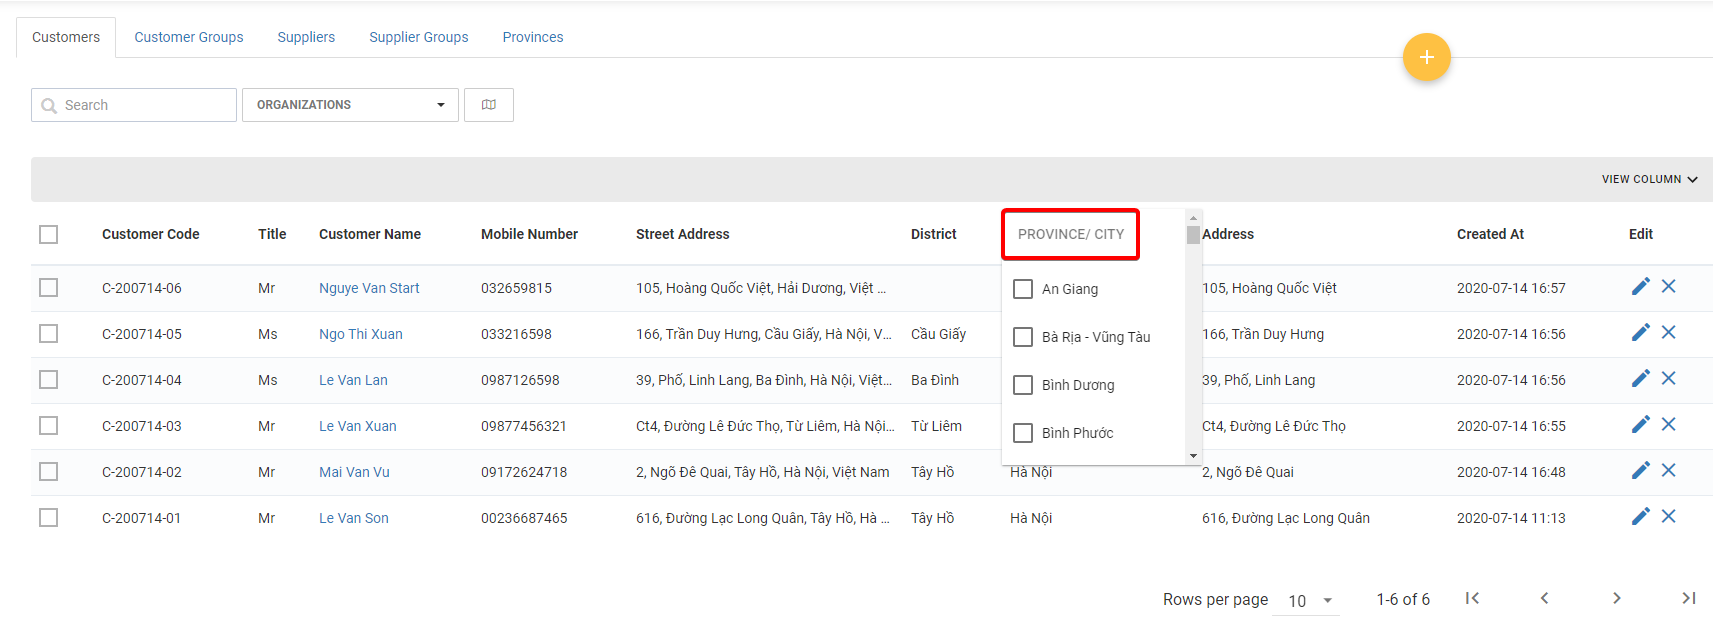 Customers Customer Groups Suppliers Supplier Groups Provinces
+
Search ORGANIZATIONS
VIEW COLUMN
Customer Code Title Customer Name Mobile Number Street Address District PROVINCE/ CITY Address Created At Edit
C-200714-06 Mr Nguye Van Start 032659815 105, Hoàng Quốc Việt, Hải Dương, Việt ... An Giang 105, Hoàng Quốc Việt 2020-07-14 16:57
C-200714-05 Ms Ngo Thi Xuan 033216598 166, Trần Duy Hưng, Cầu Giấy, Hà Nội, V... Cầu Giấy Bà Rịa - Vũng Tàu 166, Trần Duy Hưng 2020-07-14 16:56
C-200714-04 Ms Le Van Lan 0987126598 39, Phố, Linh Lang, Ba Đình, Hà Nội, Việt... Ba Đình Bình Dương 39, Phố, Linh Lang 2020-07-14 16:56
C-200714-03 Mr Le Van Xuan 09877456321 Ct4, Đường Lê Đức Thọ, Từ Liêm, Hà Nội... Từ Liêm Bình Phước Ct4, Đường Lê Đức Thọ 2020-07-14 16:55
C-200714-02 Mr Mai Van Vu 09172624718 2, Ngõ Đê Quai, Tây Hồ, Hà Nội, Việt Nam Tây Hồ Hà Nội 2, Ngõ Đê Quai 2020-07-14 16:48
C-200714-01 Mr Le Van Son 00236687465 616, Đường Lạc Long Quân, Tây Hồ, Hà ... Tây Hồ Hà Nội 616, Đường Lạc Long Quân 2020-07-14 11:13
Rows per page 10 1-6 of 6